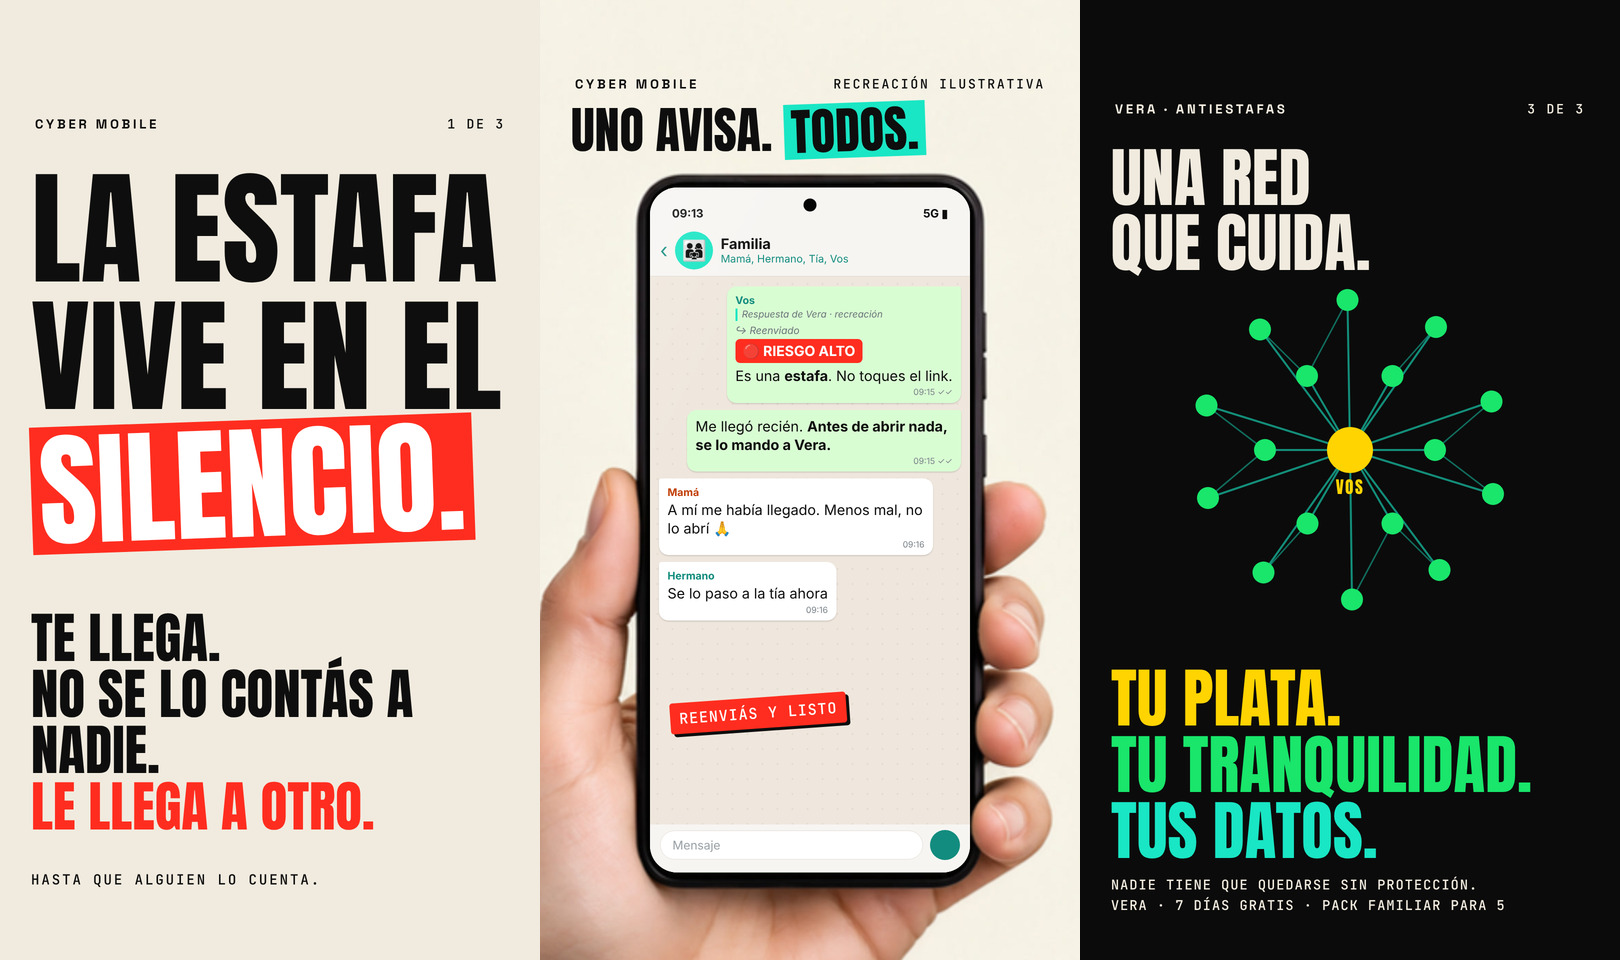 CYBER MOBILE
1 DE 3
LA ESTAFA
VIVE EN EL
SILENCIO.
TE LLEGA.
NO SE LO CONTÁS A
NADIE.
LE LLEGA A OTRO.
HASTA QUE ALGUIEN LO CUENTA.
CYBER MOBILE
RECREACIÓN ILUSTRATIVA
UNO AVISA. TODOS.
09:13
5G
Familia
Mamá, Hermano, Tía, Vos
Vos
Respuesta de Vera · recreación
↪ Reenviado
🔴 RIESGO ALTO
Es una estafa. No toques el link.
09:15 ✓✓
Me llegó recién. Antes de abrir nada,
se lo mando a Vera.
09:15 ✓✓
Mamá
A mí me había llegado. Menos mal, no
lo abrí 🙏
09:16
Hermano
Se lo paso a la tía ahora
09:16
REENVIÁS Y LISTO
Mensaje
VERA · ANTIESTAFAS
3 DE 3
UNA RED
QUE CUIDA.
VOS
TU PLATA.
TU TRANQUILIDAD.
TUS DATOS.
NADIE TIENE QUE QUEDARSE SIN PROTECCIÓN.
VERA · 7 DÍAS GRATIS · PACK FAMILIAR PARA 5